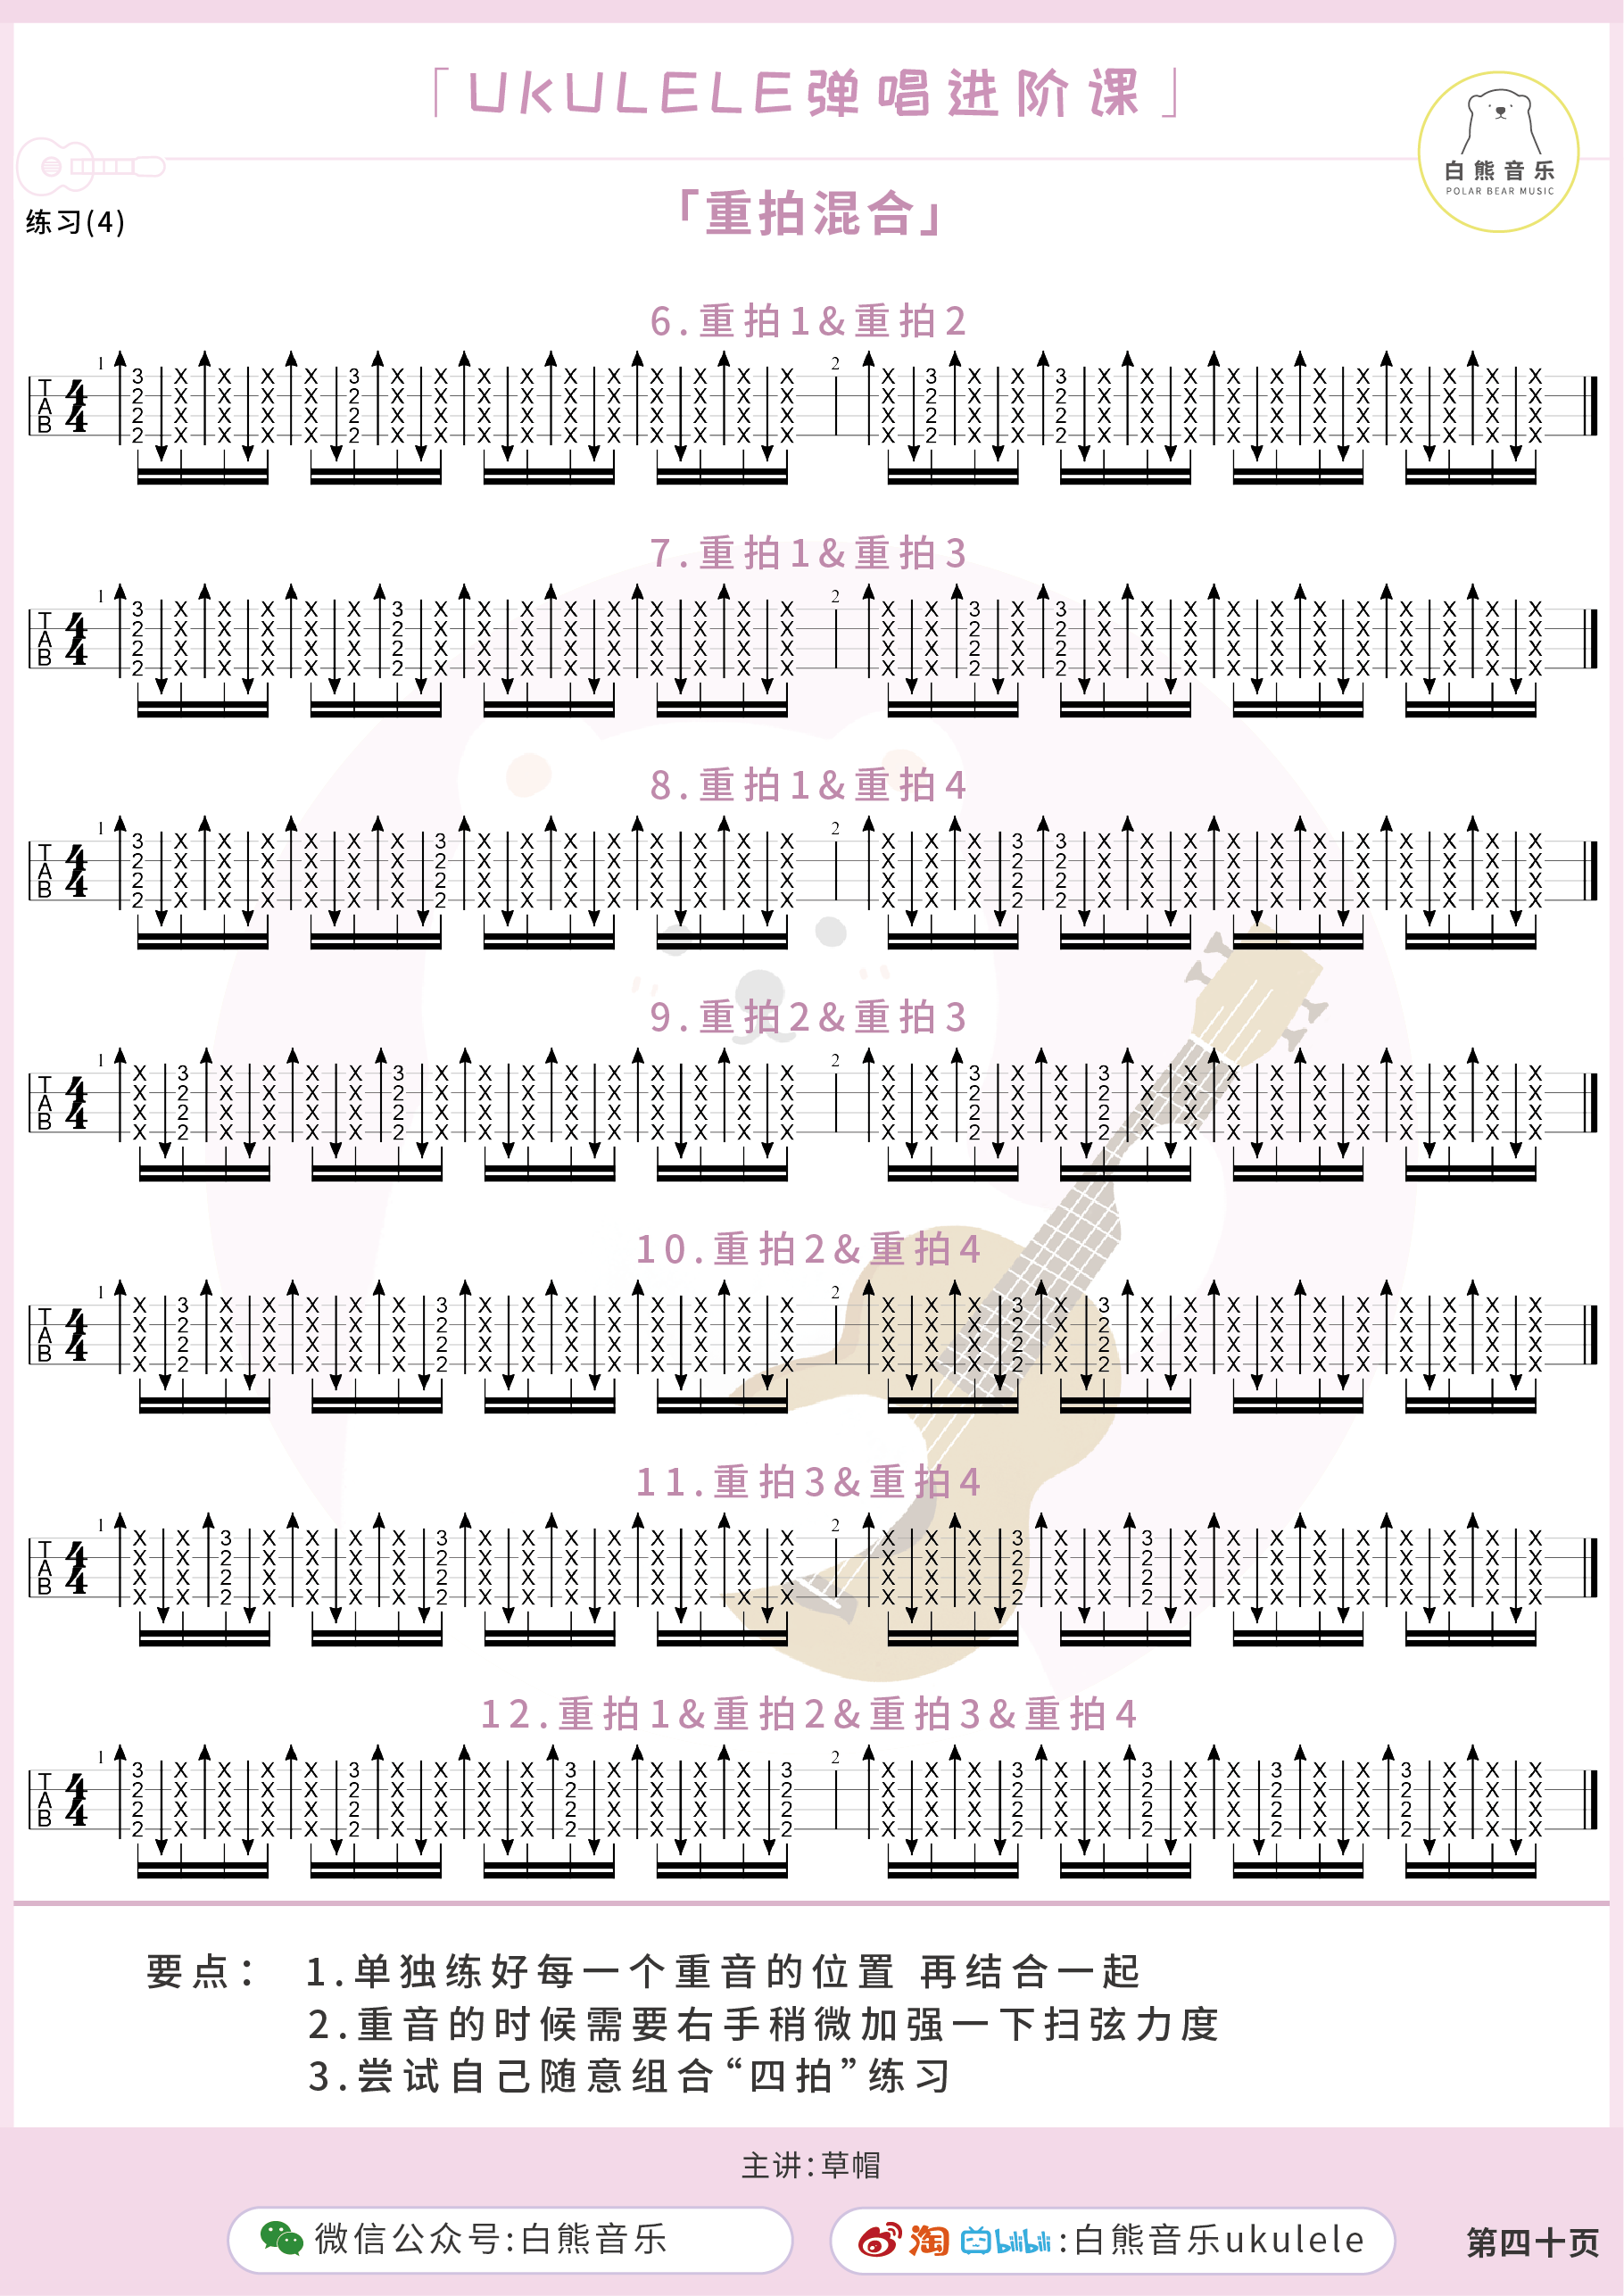 「UKULELE弹唱进阶课」
白熊音乐
POLAR BEAR MUSIC
练习(4)
「重拍混合」
6.重拍1&重拍2
7.重拍1&重拍3
8.重拍1&重拍4
9.重拍2&重拍3
10.重拍2&重拍4
11.重拍3&重拍4
12.重拍1&重拍2&重拍3&重拍4
要点： 1.单独练好每一个重音的位置 再结合一起
2.重音的时候需要右手稍微加强一下扫弦力度
3.尝试自己随意组合“四拍”练习
主讲:草帽
微信公众号:白熊音乐
淘 bilibili:白熊音乐ukulele
第四十页